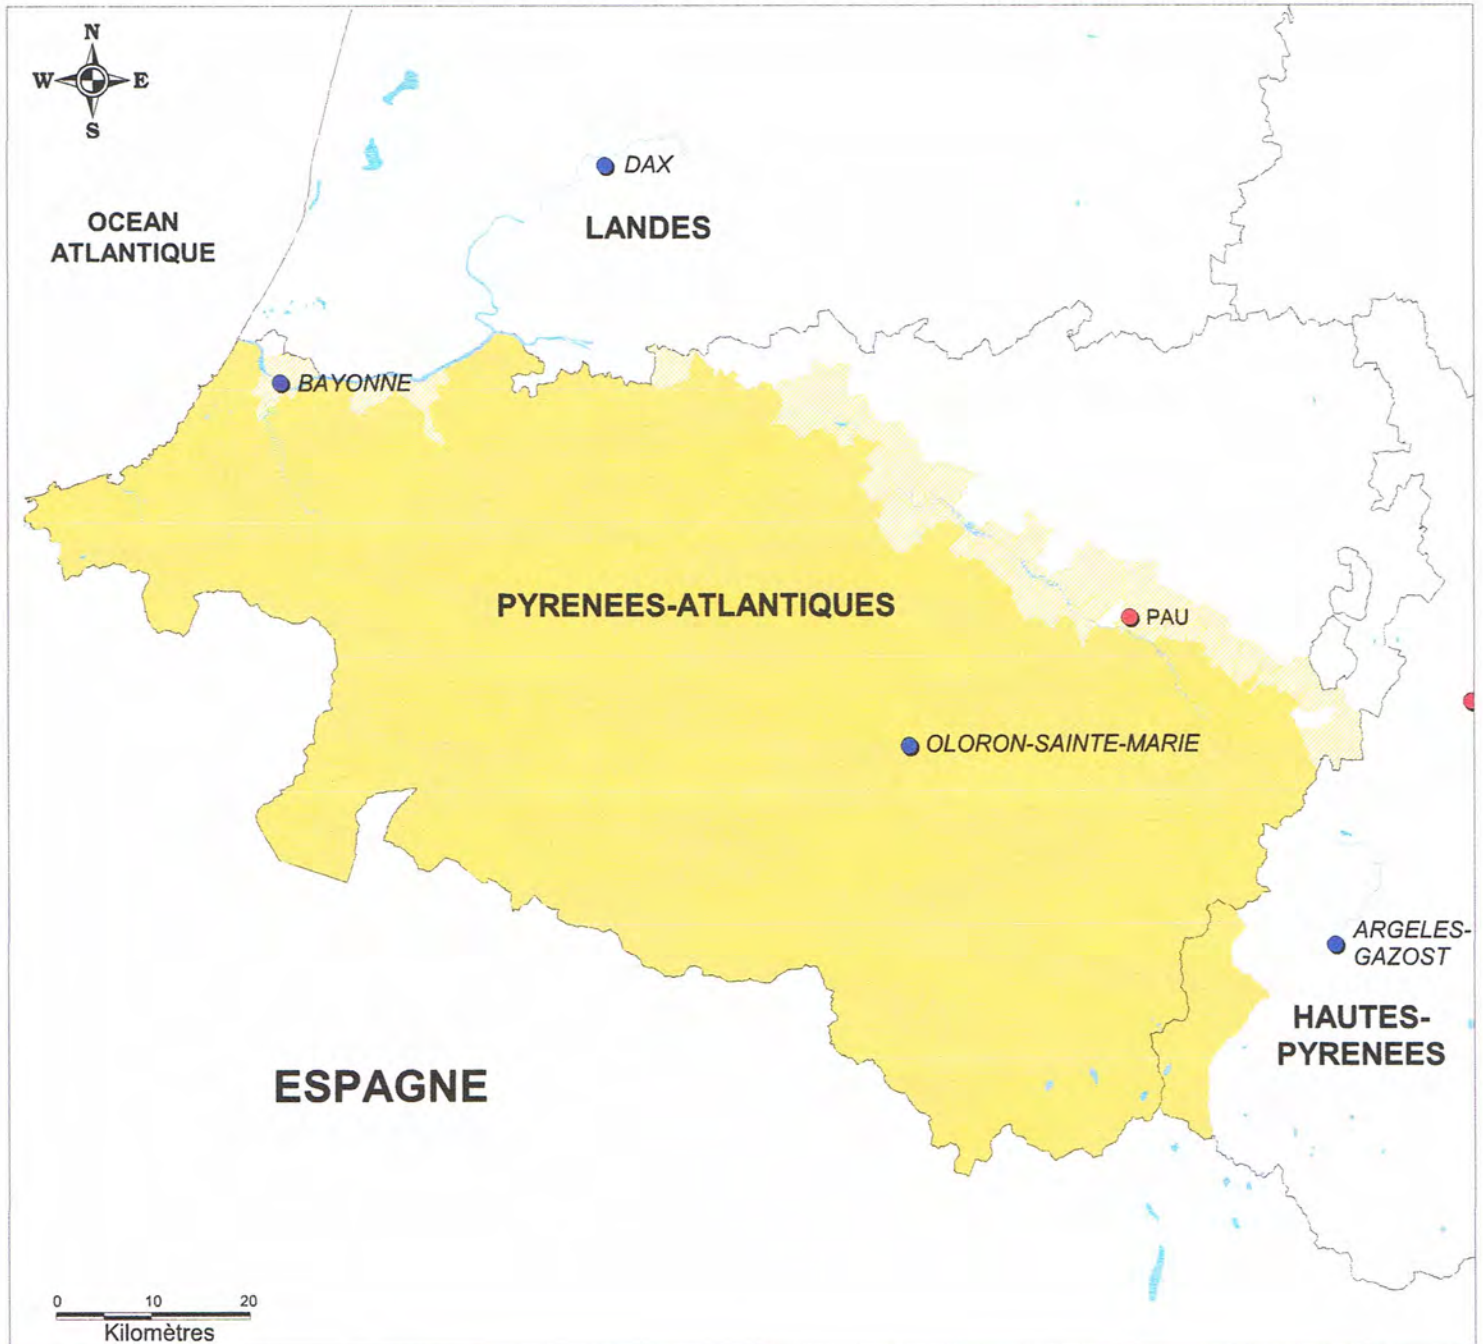 N
W E
S
OCEAN
ATLANTIQUE
DAX
LANDES
BAYONNE
PYRENEES-ATLANTIQUES
PAU
OLORON-SAINTE-MARIE
ARGELES-
GAZOST
HAUTES-
PYRENEES
ESPAGNE
0 10 20
Kilomètres